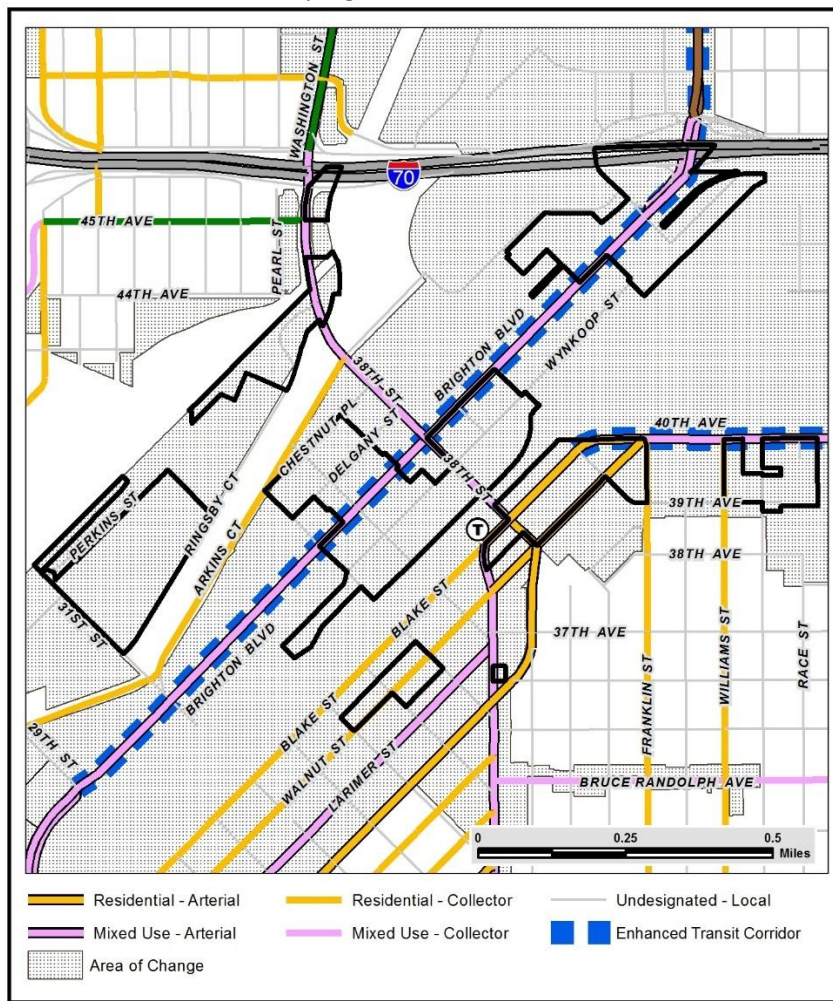 WASHINGTON ST
70
45TH AVE
PEARL ST
44TH AVE
38TH ST
BRIGHTON BLVD
WYNKOOP ST
CHESTNUT PL
DELGANY ST
38TH ST
40TH AVE
T
39TH AVE
38TH AVE
PERKINS ST
RINGSBY CT
ARKINS CT
31ST ST
BLAKE ST
37TH AVE
FRANKLIN ST
WILLIAMS ST
RACE ST
BRIGHTON BLVD
29TH ST
BLAKE ST
WALNUT ST
LARIMER ST
BRUCE RANDOLPH AVE
0 0.25 0.5
Miles
Residential - Arterial Residential - Collector Undesignated - Local
Mixed Use - Arterial Mixed Use - Collector Enhanced Transit Corridor
Area of Change